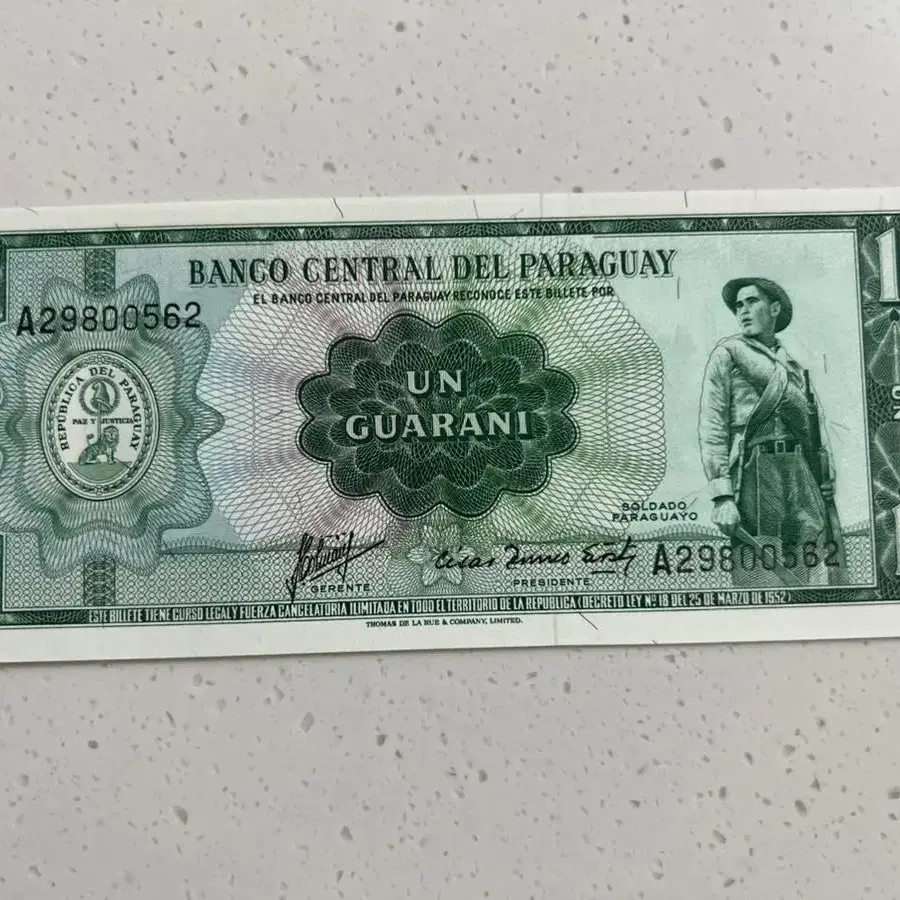 BANCO CENTRAL DEL PARAGUAY
EL BANCO CENTRAL DEL PARAGUAY RECONOCE ESTE BILLETE POR
A29800562
REPUBLICA DEL PARAGUAY
PAZ Y JUSTICIA
UN
GUARANI
SOLDADO
PARAGUAYO
A29800562
GERENTE
PRESIDENTE
ESTE BILLETE TIENE CURSO LEGAL Y FUERZA CANCELATORIA ILIMITADA EN TODO EL TERRITORIO DE LA REPUBLICA (DECRETO LEY Nº 18 DEL 25 DE MARZO DE 1952)
THOMAS DE LA RUE & COMPANY, LIMITED.
1